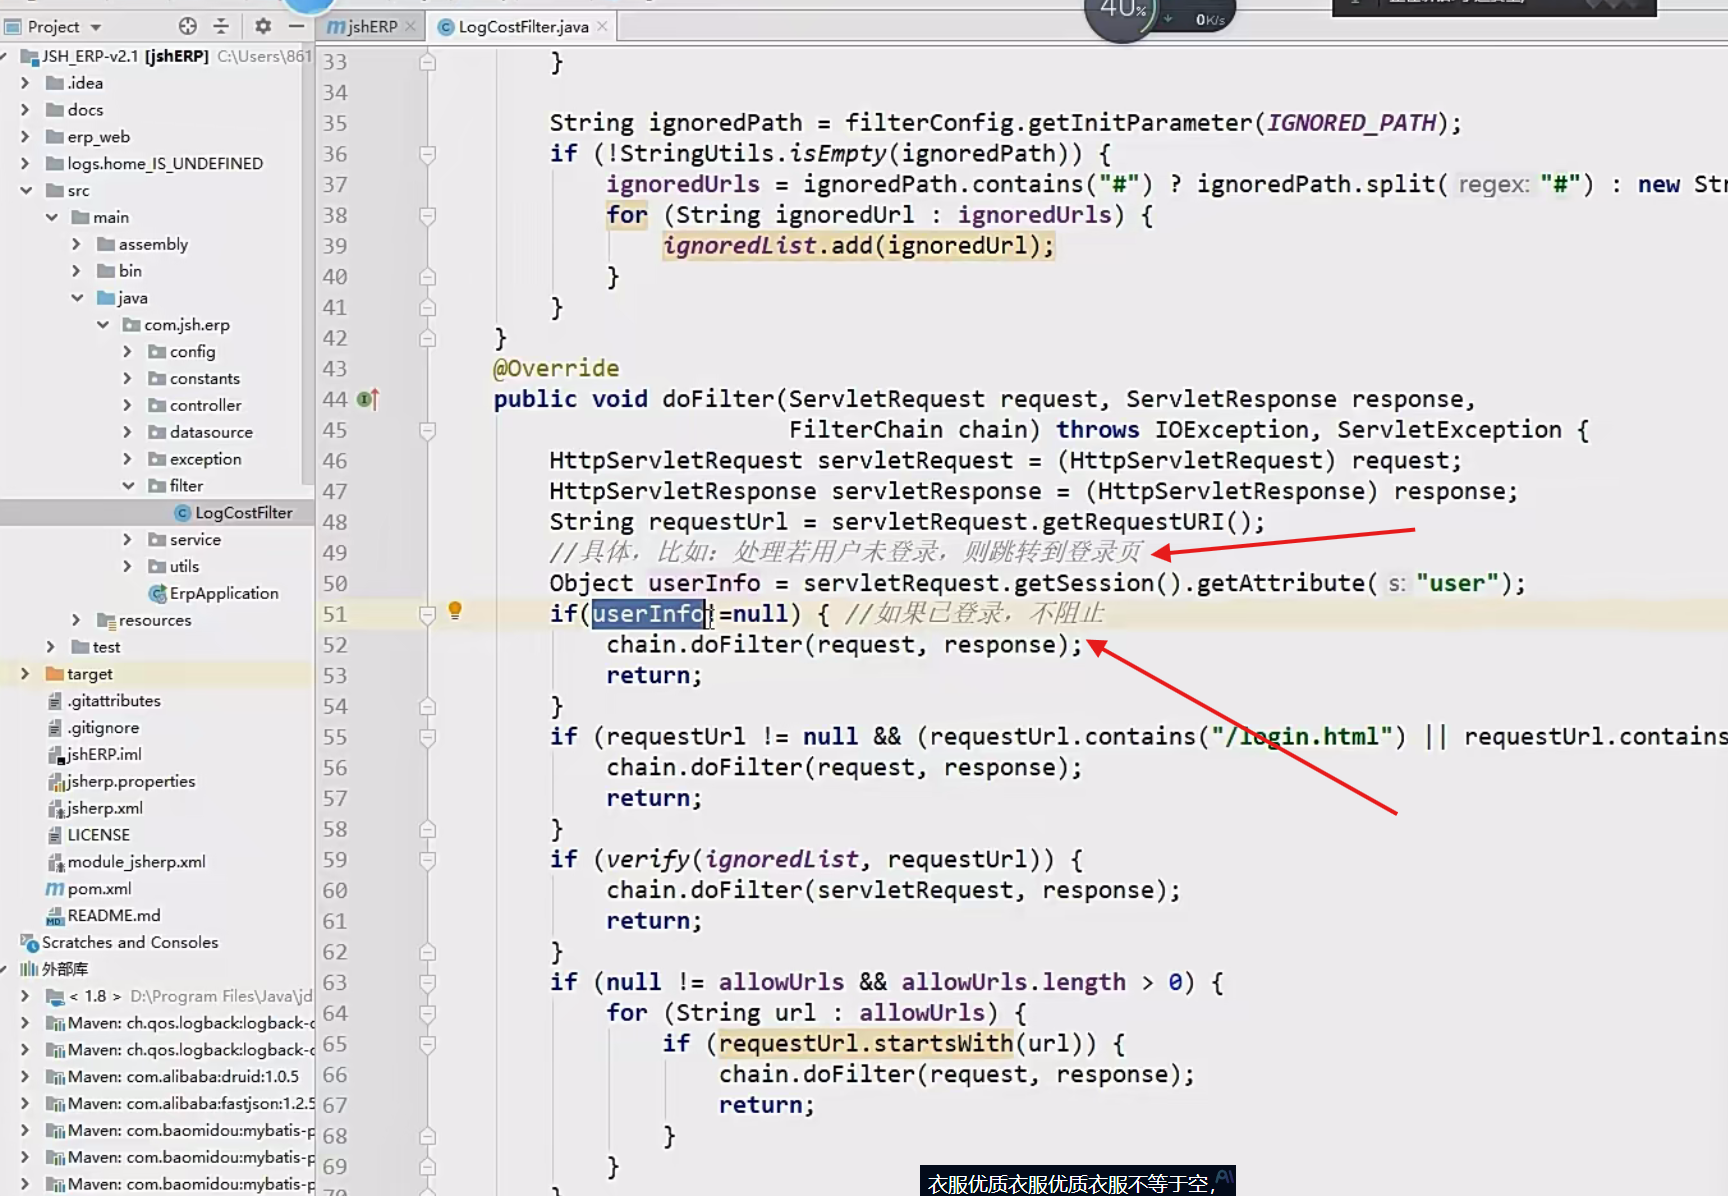 Project
jshERP
LogCostFilter.java
40%
0K/s
JSH_ERP-v2.1 [jshERP] C:\Users\861
.idea
docs
erp_web
logs.home_IS_UNDEFINED
src
main
assembly
bin
java
com.jsh.erp
config
constants
controller
datasource
exception
filter
LogCostFilter
service
utils
ErpApplication
resources
test
target
.gitattributes
.gitignore
jshERP.iml
jsherp.properties
jsherp.xml
LICENSE
module_jsherp.xml
pom.xml
README.md
Scratches and Consoles
外部库
< 1.8 > D:\Program Files\Java\jd
Maven: ch.qos.logback:logback-c
Maven: ch.qos.logback:logback-c
Maven: com.alibaba:druid:1.0.5
Maven: com.alibaba:fastjson:1.2.5
Maven: com.baomidou:mybatis-p
Maven: com.baomidou:mybatis-p
Maven: com.baomidou:mybatis-p
33 }
34
35 String ignoredPath = filterConfig.getInitParameter(IGNORED_PATH);
36 if (!StringUtils.isEmpty(ignoredPath)) {
37 ignoredUrls = ignoredPath.contains("#") ? ignoredPath.split( regex: "#") : new Str
38 for (String ignoredUrl : ignoredUrls) {
39 ignoredList.add(ignoredUrl);
40 }
41 }
42 }
43 @Override
44 public void doFilter(ServletRequest request, ServletResponse response,
45 FilterChain chain) throws IOException, ServletException {
46 HttpServletRequest servletRequest = (HttpServletRequest) request;
47 HttpServletResponse servletResponse = (HttpServletResponse) response;
48 String requestUrl = servletRequest.getRequestURI();
49 //具体，比如：处理若用户未登录，则跳转到登录页
50 Object userInfo = servletRequest.getSession().getAttribute( s: "user");
51 if(userInfo!=null) { //如果已登录，不阻止
52 chain.doFilter(request, response);
53 return;
54 }
55 if (requestUrl != null && (requestUrl.contains("/login.html") || requestUrl.contains
56 chain.doFilter(request, response);
57 return;
58 }
59 if (verify(ignoredList, requestUrl)) {
60 chain.doFilter(servletRequest, response);
61 return;
62 }
63 if (null != allowUrls && allowUrls.length > 0) {
64 for (String url : allowUrls) {
65 if (requestUrl.startsWith(url)) {
66 chain.doFilter(request, response);
67 return;
68 }
69 }
衣服优质衣服优质衣服不等于空，